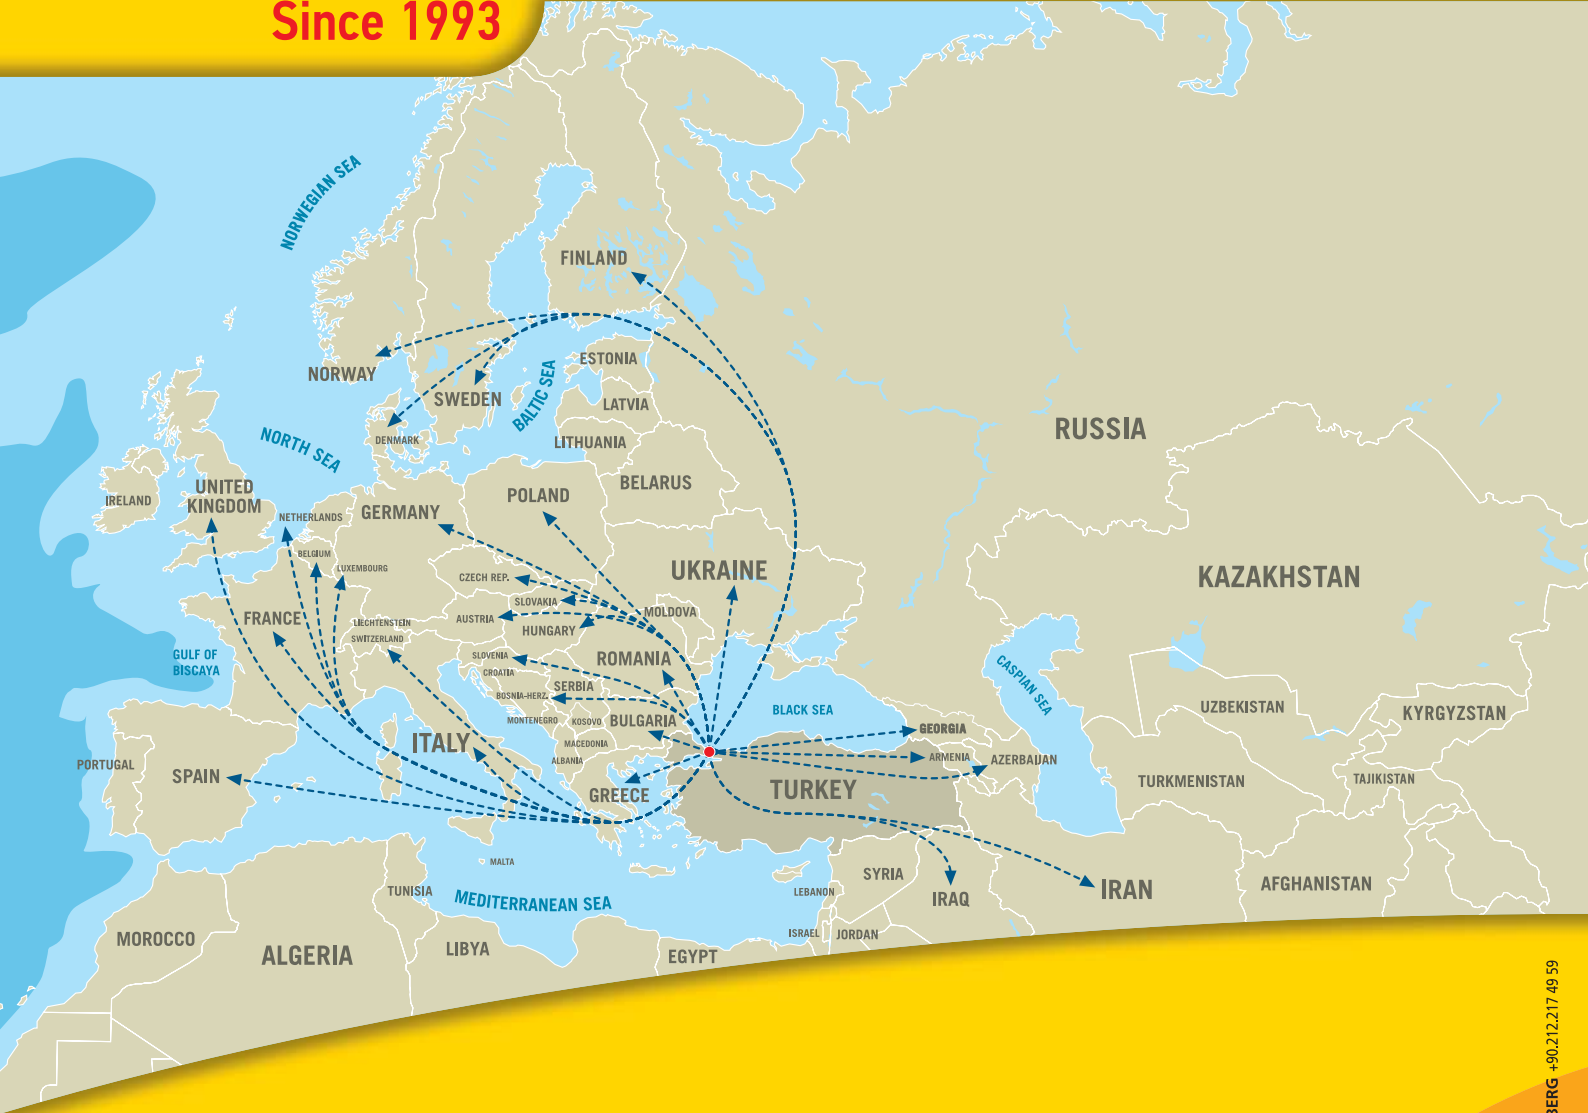 Since 1993
NORWEGIAN SEA
FINLAND
NORWAY
SWEDEN
BALTIC SEA
ESTONIA
LATVIA
LITHUANIA
DENMARK
NORTH SEA
RUSSIA
BELARUS
IRELAND
UNITED
KINGDOM
NETHERLANDS
GERMANY
POLAND
BELGIUM
LUXEMBOURG
CZECH REP.
UKRAINE
KAZAKHSTAN
SLOVAKIA
MOLDOVA
FRANCE
AUSTRIA
HUNGARY
LIECHTENSTEIN
SWITZERLAND
GULF OF
BISCAYA
SLOVENIA
ROMANIA
CROATIA
SERBIA
BOSNIA-HERZ.
CASPIAN SEA
MONTENEGRO
KOSOVO
BULGARIA
BLACK SEA
UZBEKISTAN
KYRGYZSTAN
GEORGIA
ITALY
MACEDONIA
ALBANIA
ARMENIA
AZERBAIJAN
PORTUGAL
SPAIN
GREECE
TURKEY
TURKMENISTAN
TAJIKISTAN
MALTA
TUNISIA
MEDITERRANEAN SEA
LEBANON
SYRIA
IRAQ
IRAN
AFGHANISTAN
MOROCCO
ALGERIA
LIBYA
EGYPT
ISRAEL
JORDAN
BERG +90.212.217 49 59